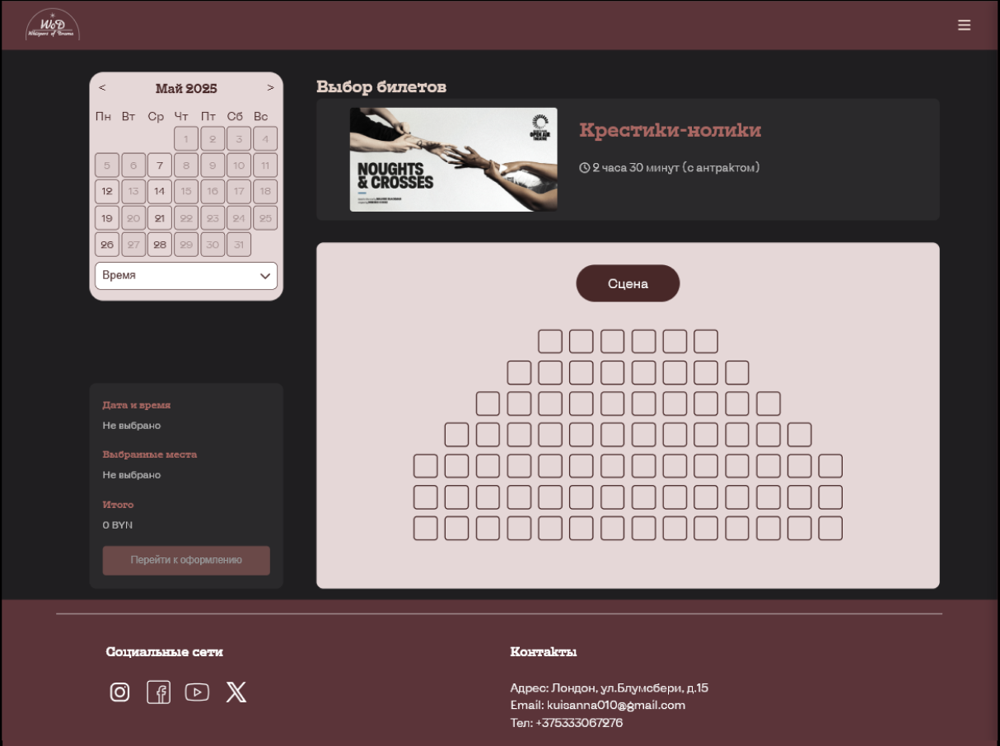 WoD
Whispers of Drama
< Май 2025 >
Пн Вт Ср Чт Пт Сб Вс
1 2 3 4
5 6 7 8 9 10 11
12 13 14 15 16 17 18
19 20 21 22 23 24 25
26 27 28 29 30 31
Время
Выбор билетов
OPEN AIR
THEATRE
NOUGHTS
& CROSSES
Крестики-нолики
2 часа 30 минут (с антрактом)
Сцена
Дата и время
Не выбрано
Выбранные места
Не выбрано
Итого
0 BYN
Перейти к оформлению
Социальные сети
Контакты
Адрес: Лондон, ул.Блумсбери, д.15
Email: kuisanna010@gmail.com
Тел: +375333067276